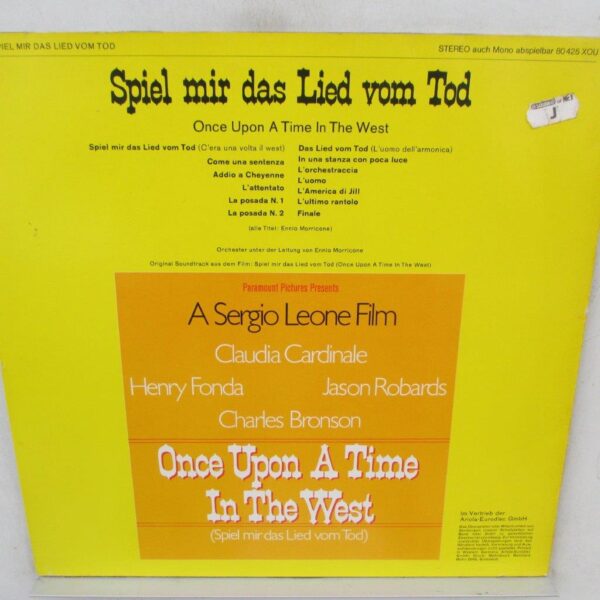 PIEL MIR DAS LIED VOM TOD
STEREO auch Mono abspielbar 80 426 XOU
Spiel mir das Lied vom Tod
J
Once Upon A Time In The West
Spiel mir das Lied vom Tod (C'era una volta il west)
Come una sentenza
Addio a Cheyenne
L'attentato
La posada N. 1
La posada N. 2
Das Lied vom Tod (L'uomo dell'armonica)
In una stanza con poca luce
L'orchestraccia
L'uomo
L'America di Jill
L'ultimo rantolo
Finale
(alle Titel: Ennio Morricone)
Orchester unter der Leitung von Ennio Morricone
Original Soundtrack aus dem Film: Spiel mir das Lied vom Tod (Once Upon A Time In The West)
Paramount Pictures Presents
A Sergio Leone Film
Claudia Cardinale
Henry Fonda Jason Robards
Charles Bronson
Once Upon A Time
In The West
(Spiel mir das Lied vom Tod)
Im Vertrieb der
Ariola-Eurodisc GmbH